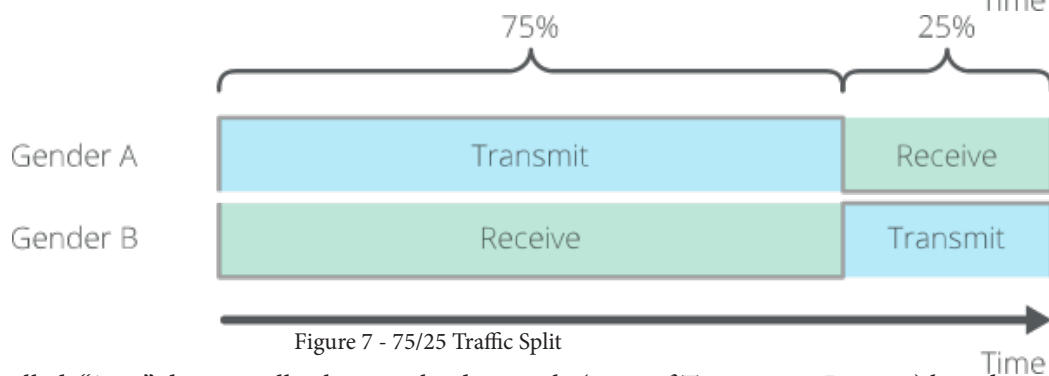 Time
75% 25%
Gender A Transmit Receive
Gender B Receive Transmit
Figure 7 - 75/25 Traffic Split
Time